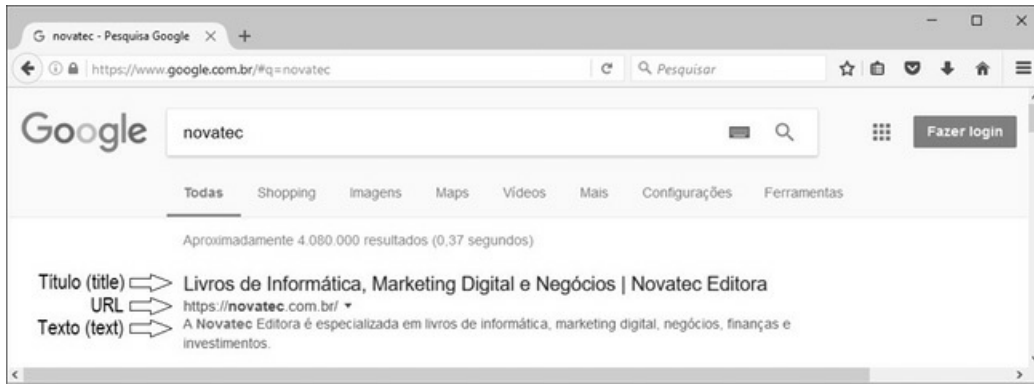 G novatec - Pesquisa Google
https://www.google.com.br/#q=novatec
Pesquisar
Google
novatec
Fazer login
Todas Shopping Imagens Maps Vídeos Mais Configurações Ferramentas
Aproximadamente 4.080.000 resultados (0,37 segundos)
Título (title)
Livros de Informática, Marketing Digital e Negócios | Novatec Editora
URL
https://novatec.com.br/
Texto (text)
A Novatec Editora é especializada em livros de informática, marketing digital, negócios, finanças e
investimentos.